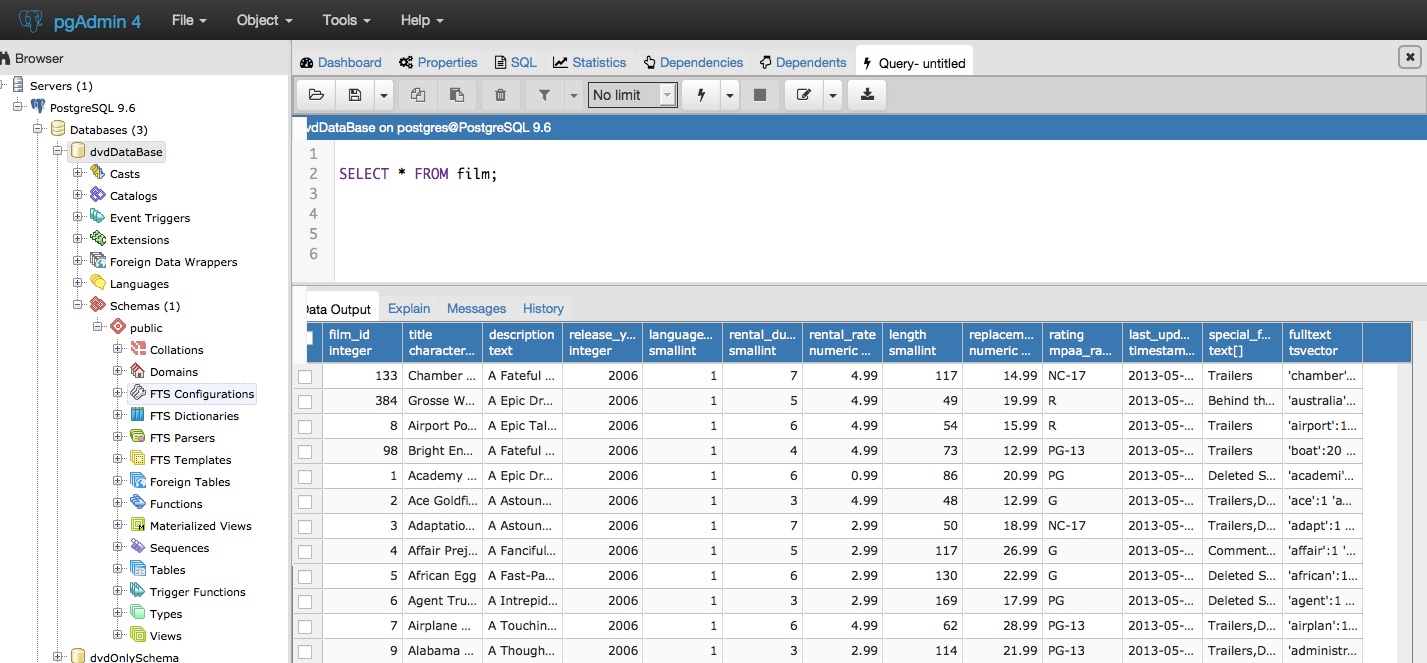 pgAdmin 4 File Object Tools Help
Browser
Servers (1)
PostgreSQL 9.6
Databases (3)
dvdDataBase
Casts
Catalogs
Event Triggers
Extensions
Foreign Data Wrappers
Languages
Schemas (1)
public
Collations
Domains
FTS Configurations
FTS Dictionaries
FTS Parsers
FTS Templates
Foreign Tables
Functions
Materialized Views
Sequences
Tables
Trigger Functions
Types
Views
dvdOnlySchema
Dashboard Properties SQL Statistics Dependencies Dependents Query- untitled
No limit
vdDataBase on postgres@PostgreSQL 9.6
1
2 SELECT * FROM film;
3
4
5
6
Data Output Explain Messages History
film_id title description release_y... language... rental_du... rental_rate length replacem... rating last_upd... special_f... fulltext
integer character... text integer smallint smallint numeric ... smallint numeric ... mpaa_ra... timestam... text[] tsvector
133 Chamber ... A Fateful ... 2006 1 7 4.99 117 14.99 NC-17 2013-05-... Trailers 'chamber'...
384 Grosse W... A Epic Dr... 2006 1 5 4.99 49 19.99 R 2013-05-... Behind th... 'australia'...
8 Airport Po... A Epic Tal... 2006 1 6 4.99 54 15.99 R 2013-05-... Trailers 'airport':1...
98 Bright En... A Fateful ... 2006 1 4 4.99 73 12.99 PG-13 2013-05-... Trailers 'boat':20 ...
1 Academy ... A Epic Dr... 2006 1 6 0.99 86 20.99 PG 2013-05-... Deleted S... 'academi'...
2 Ace Goldfi... A Astoun... 2006 1 3 4.99 48 12.99 G 2013-05-... Trailers,D... 'ace':1 'a...
3 Adaptatio... A Astoun... 2006 1 7 2.99 50 18.99 NC-17 2013-05-... Trailers,D... 'adapt':1 ...
4 Affair Prej... A Fanciful... 2006 1 5 2.99 117 26.99 G 2013-05-... Comment... 'affair':1 '...
5 African Egg A Fast-Pa... 2006 1 6 2.99 130 22.99 G 2013-05-... Deleted S... 'african':1...
6 Agent Tru... A Intrepid... 2006 1 3 2.99 169 17.99 PG 2013-05-... Deleted S... 'agent':1 ...
7 Airplane ... A Touchin... 2006 1 6 4.99 62 28.99 PG-13 2013-05-... Trailers,D... 'airplan':1...
9 Alabama ... A Though... 2006 1 3 2.99 114 21.99 PG-13 2013-05-... Trailers,D... 'administr...